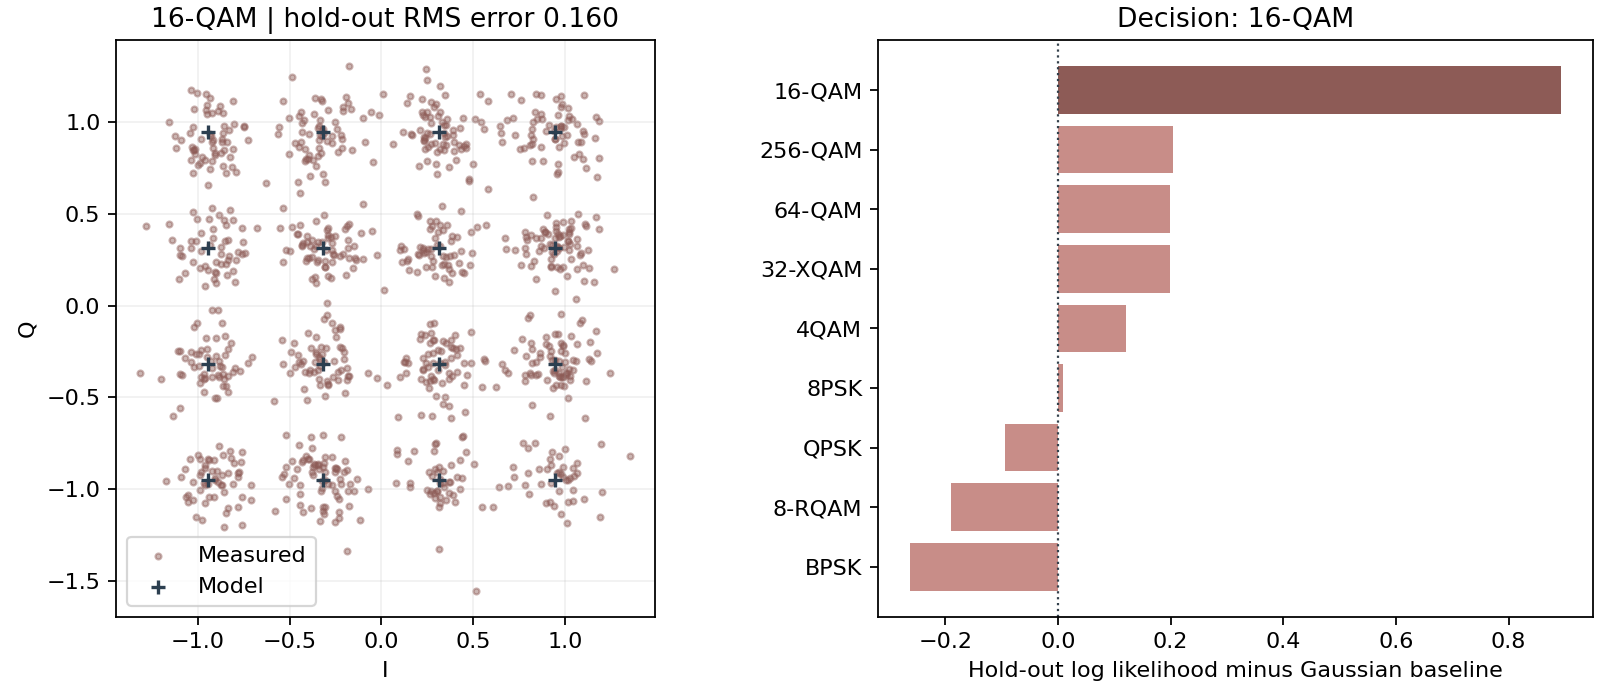 16-QAM | hold-out RMS error 0.160
Q
1.0
0.5
0.0
−0.5
−1.0
−1.5
Measured
Model
−1.0
−0.5
0.0
0.5
1.0
I
Decision: 16-QAM
16-QAM
256-QAM
64-QAM
32-XQAM
4QAM
8PSK
QPSK
8-RQAM
BPSK
−0.2
0.0
0.2
0.4
0.6
0.8
Hold-out log likelihood minus Gaussian baseline